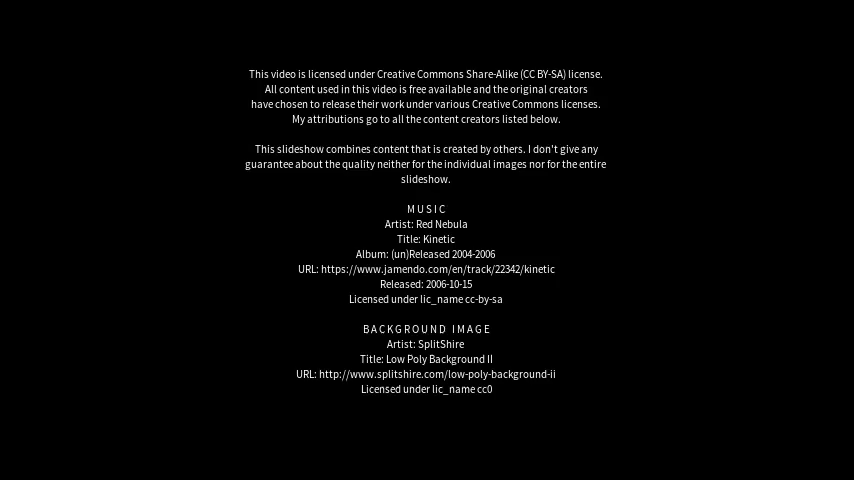 This video is licensed under Creative Commons Share-Alike (CC BY-SA) license.
All content used in this video is free available and the original creators
have chosen to release their work under various Creative Commons licenses.
My attributions go to all the content creators listed below.
This slideshow combines content that is created by others. I don't give any
guarantee about the quality neither for the individual images nor for the entire
slideshow.
MUSIC
Artist: Red Nebula
Title: Kinetic
Album: (un)Released 2004-2006
URL: https://www.jamendo.com/en/track/22342/kinetic
Released: 2006-10-15
Licensed under lic_name cc-by-sa
BACKGROUND IMAGE
Artist: SplitShire
Title: Low Poly Background II
URL: http://www.splitshire.com/low-poly-background-ii
Licensed under lic_name cc0